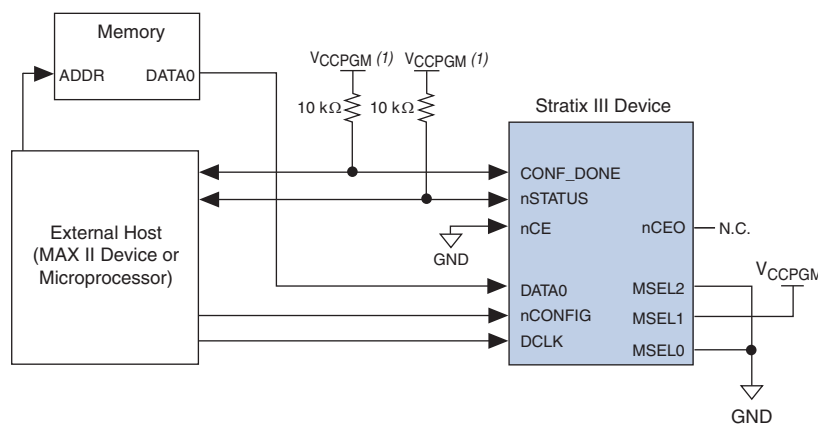 Memory
ADDR DATA0
VCCPGM (1) VCCPGM (1)
10 kΩ 10 kΩ
Stratix III Device
External Host
(MAX II Device or
Microprocessor)
CONF_DONE
nSTATUS
nCE
GND
nCEO N.C.
VCCPGM
DATA0
nCONFIG
DCLK
MSEL2
MSEL1
MSEL0
GND